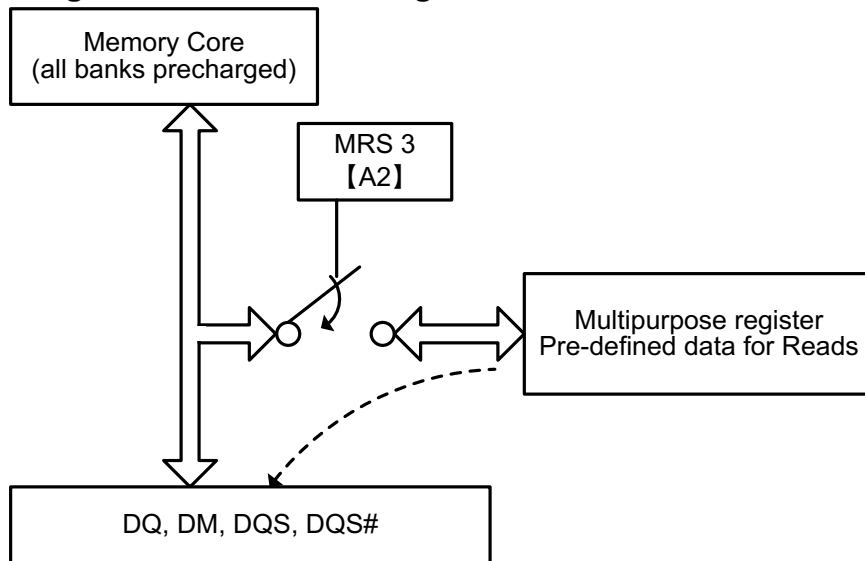 Memory Core
(all banks precharged)
MRS 3
【A2】
Multipurpose register
Pre-defined data for Reads
DQ, DM, DQS, DQS#